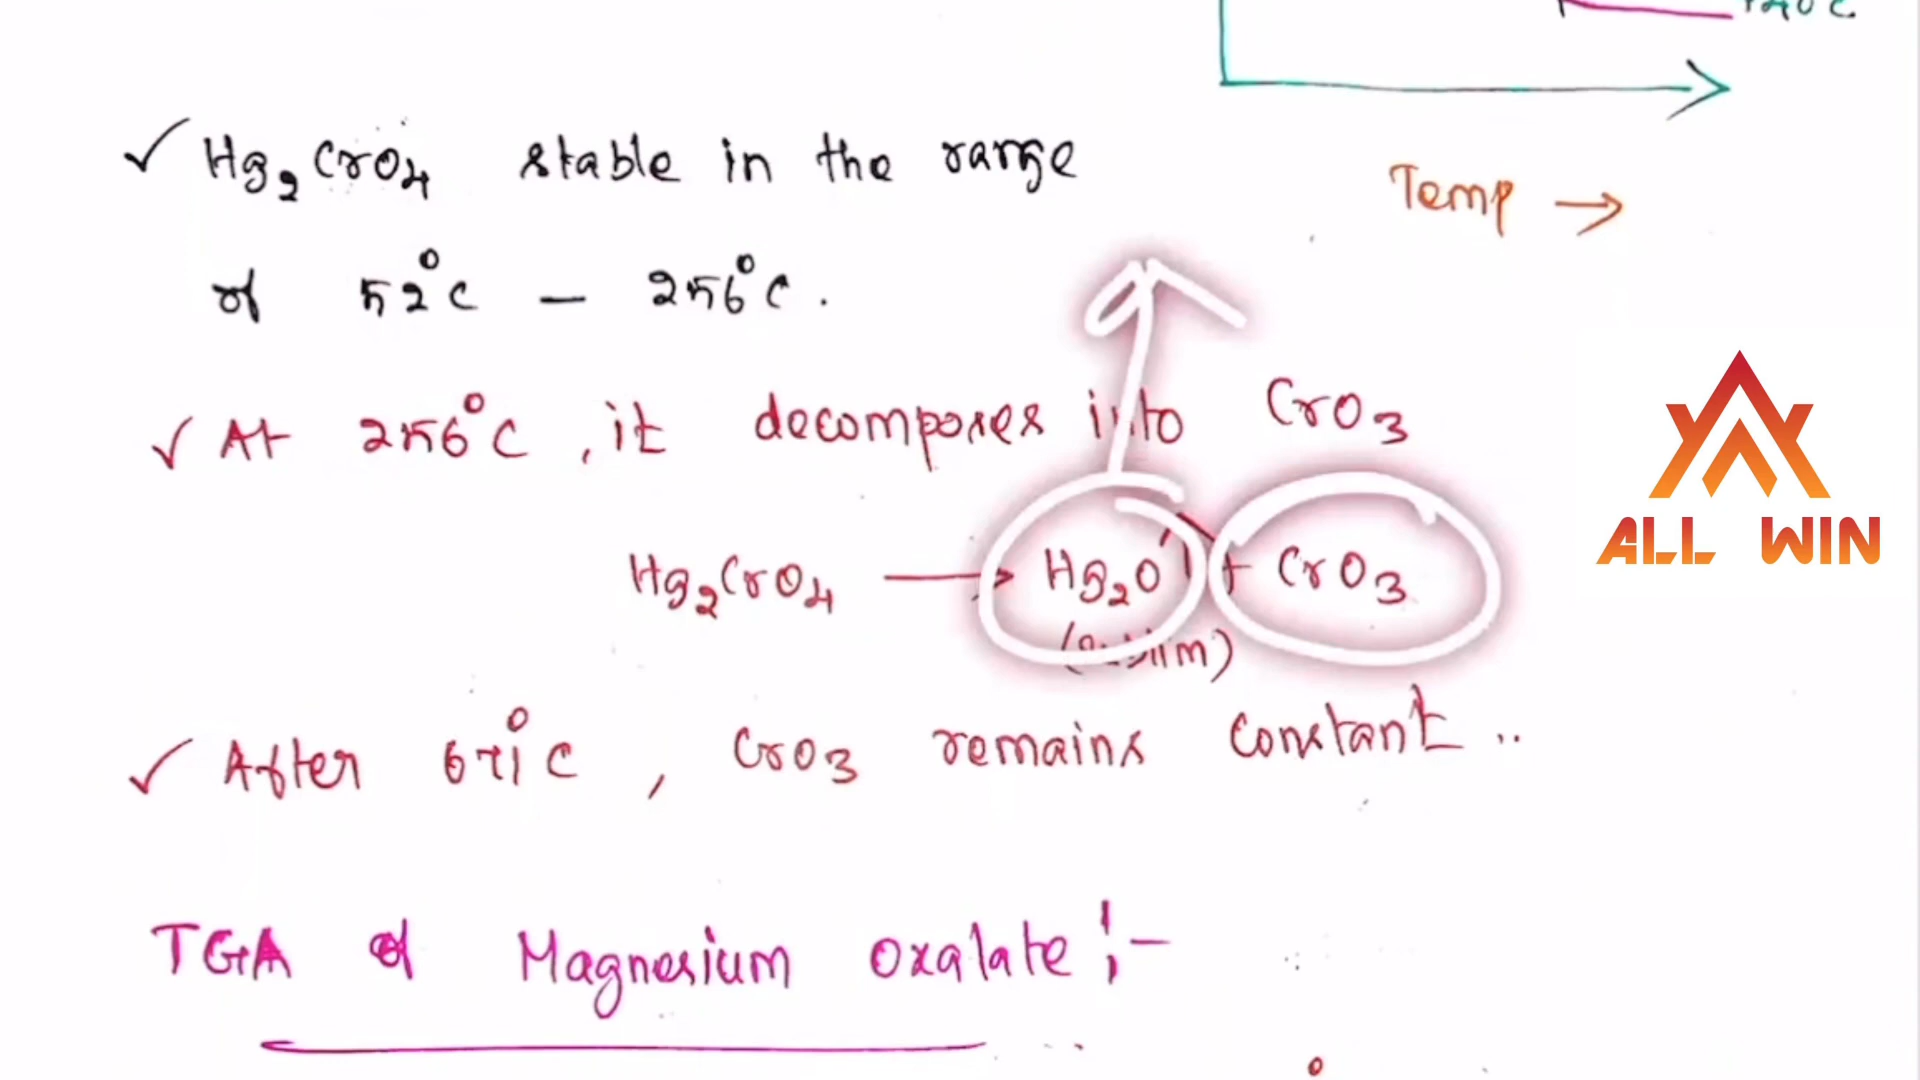 ✓ Hg₂CrO₄ stable in the range
Temp →
of 52°C – 256°C.
✓ At 256°C, it decomposes into CrO₃
Hg₂CrO₄ → Hg₂O ↑ + CrO₃
ALL WIN
✓ After 671°C, CrO₃ remains constant..
TGA of Magnesium oxalate :-